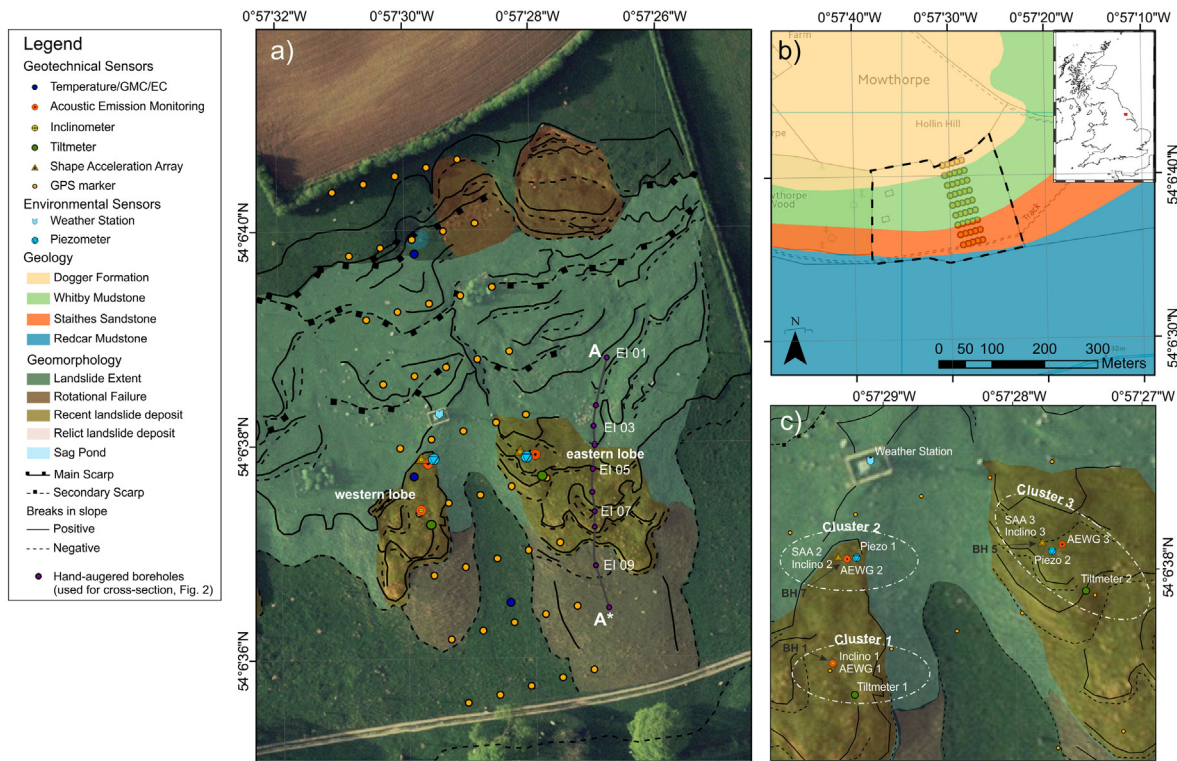 Legend
Geotechnical Sensors
Temperature/GMC/EC
Acoustic Emission Monitoring
Inclinometer
Tiltmeter
Shape Acceleration Array
GPS marker
Environmental Sensors
Weather Station
Piezometer
Geology
Dogger Formation
Whitby Mudstone
Staithes Sandstone
Redcar Mudstone
Geomorphology
Landslide Extent
Rotational Failure
Recent landslide deposit
Relict landslide deposit
Sag Pond
Main Scarp
Secondary Scarp
Breaks in slope
Positive
Negative
Hand-augered boreholes
(used for cross-section, Fig. 2)
0°57'32"W
0°57'30"W
0°57'28"W
0°57'26"W
a)
54°6'40"N
54°6'38"N
54°6'36"N
A
EI 01
EI 03
eastern lobe
EI 05
western lobe
EI 07
EI 09
A*
0°57'40"W
0°57'30"W
0°57'20"W
0°57'10"W
b)
Farm
Mowthorpe
Hollin Hill
Wood
Track
N
0 50 100 200 300
Meters
54°6'40"N
54°6'30"N
0°57'29"W
0°57'28"W
0°57'27"W
c)
Weather Station
Cluster 3
SAA 3
Inclino 3
AEWG 3
BH 5
Piezo 2
Tiltmeter 2
Cluster 2
SAA 2
Piezo 1
Inclino 2
AEWG 2
BH 7
Cluster 1
BH 1
Inclino 1
AEWG 1
Tiltmeter 1
54°6'38"N